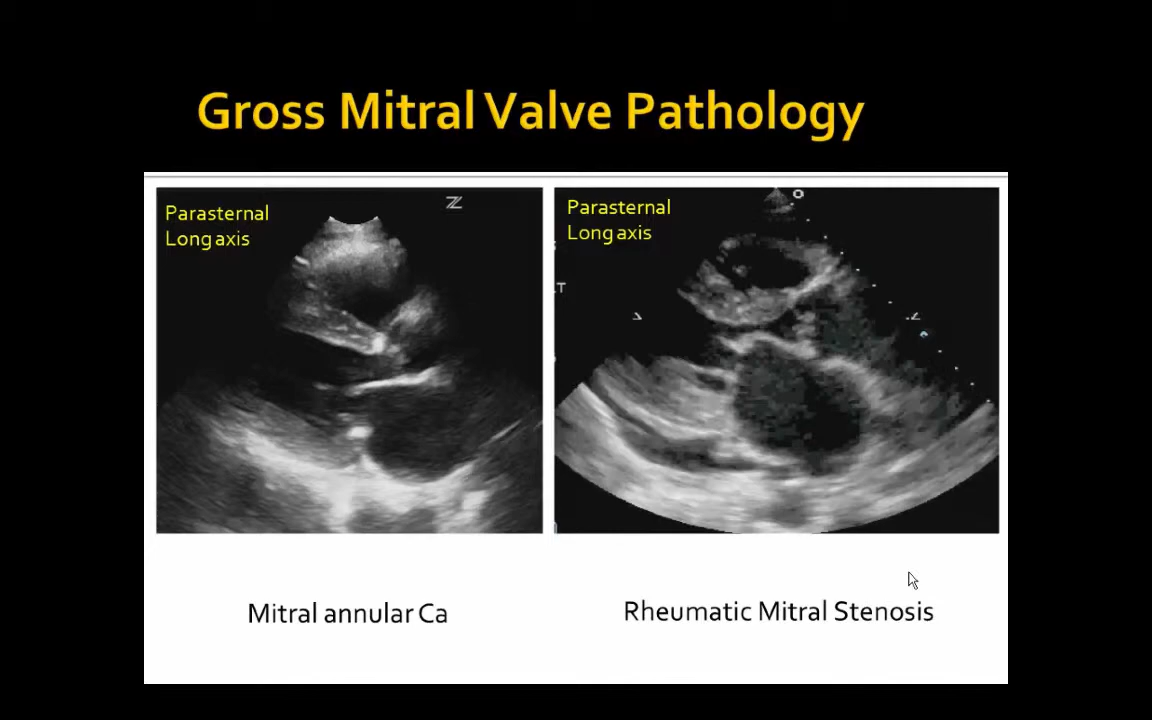 Gross Mitral Valve Pathology
Parasternal
Long axis
Z
Parasternal
Long axis
Mitral annular Ca
Rheumatic Mitral Stenosis